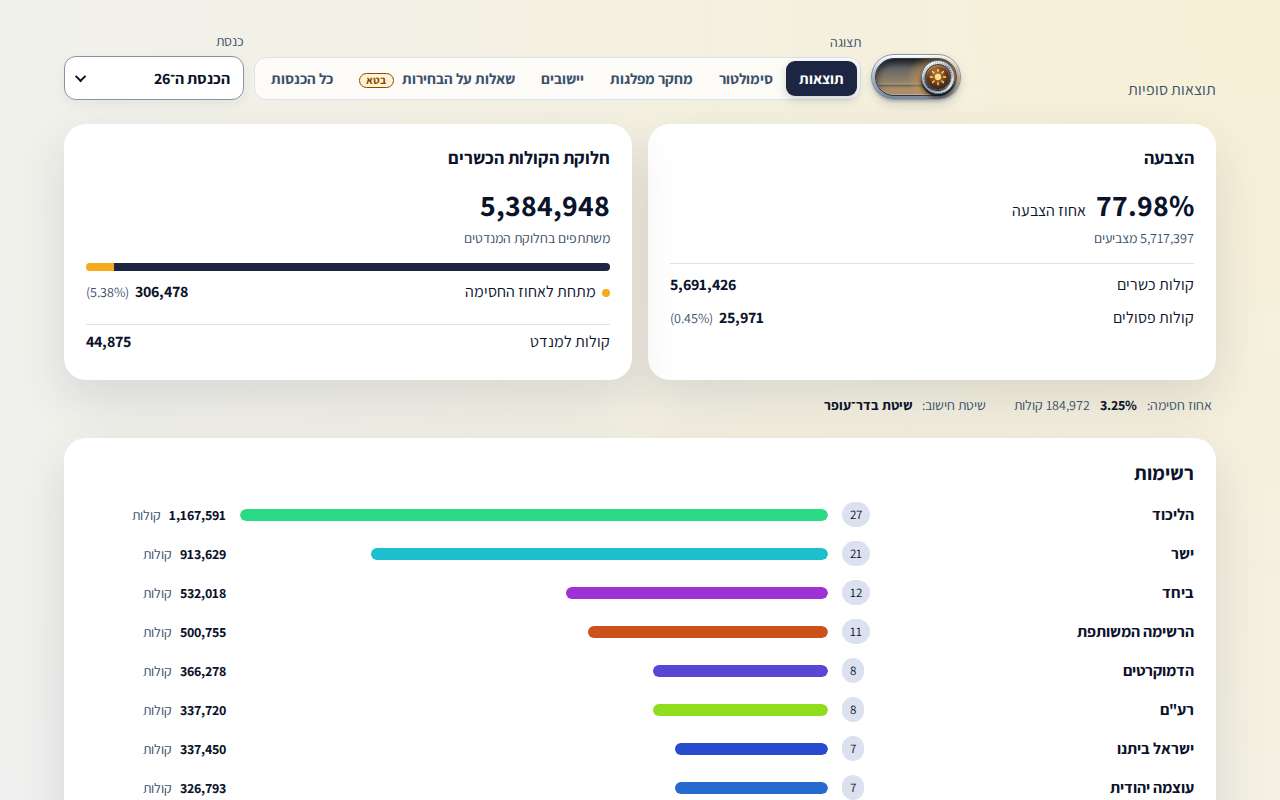 תוצאות סופיות
תצוגה
תוצאות
סימולטור
מחקר מפלגות
יישובים
שאלות על הבחירות
בטא
כל הכנסות
כנסת
הכנסת ה־26
הצבעה
77.98% אחוז הצבעה
5,717,397 מצביעים
קולות כשרים 5,691,426
קולות פסולים 25,971 (0.45%)
חלוקת הקולות הכשרים
5,384,948
משתתפים בחלוקת המנדטים
מתחת לאחוז החסימה 306,478 (5.38%)
קולות למנדט 44,875
אחוז חסימה: 3.25% 184,972 קולות שיטת חישוב: שיטת בדר־עופר
רשימות
הליכוד 27 1,167,591 קולות
ישר 21 913,629 קולות
ביחד 12 532,018 קולות
הרשימה המשותפת 11 500,755 קולות
הדמוקרטים 8 366,278 קולות
רע"ם 8 337,720 קולות
ישראל ביתנו 7 337,450 קולות
עוצמה יהודית 7 326,793 קולות